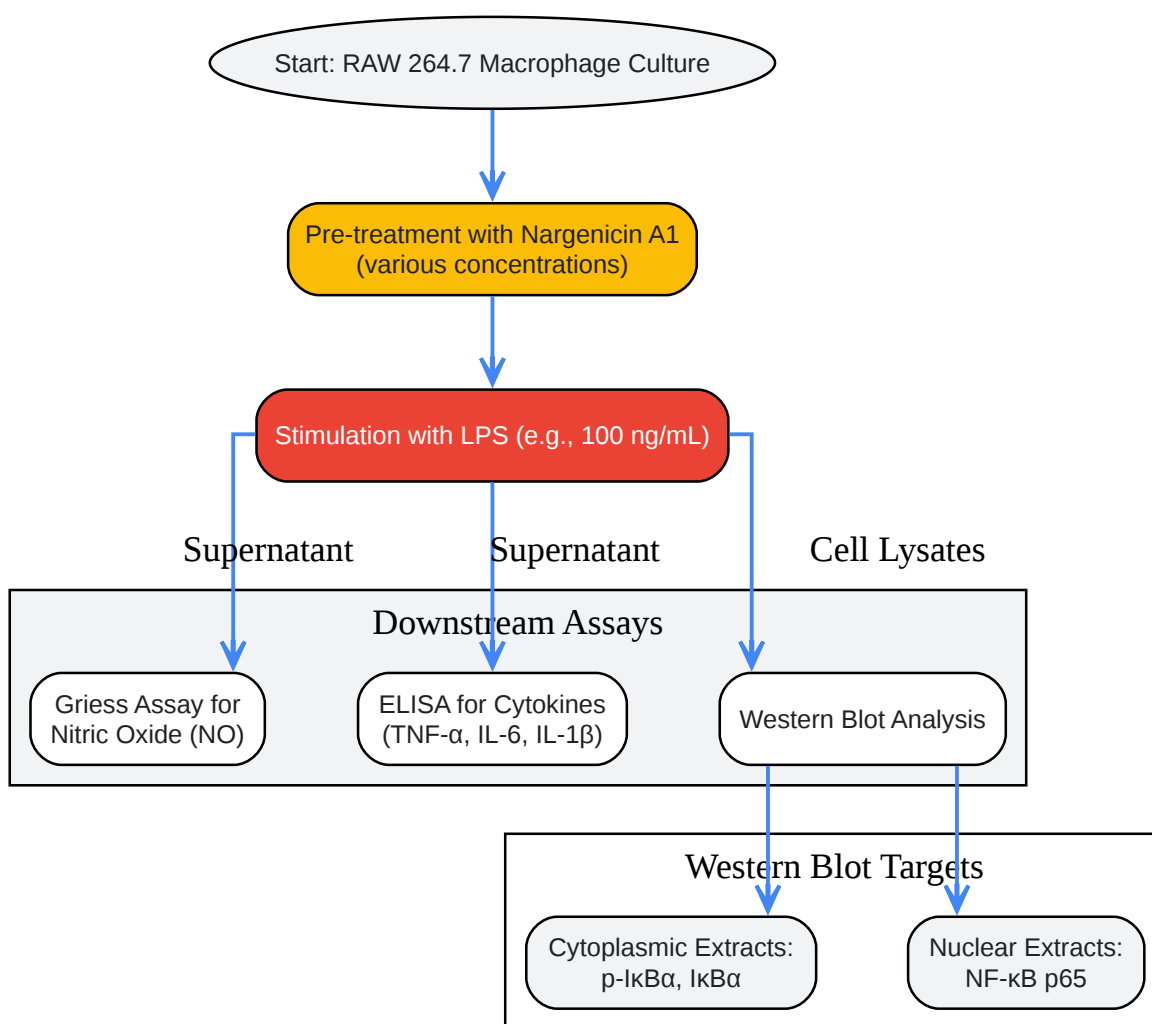 Start: RAW 264.7 Macrophage Culture
Pre-treatment with Nargenicin A1
(various concentrations)
Stimulation with LPS (e.g., 100 ng/mL)
Supernatant
Supernatant
Cell Lysates
Downstream Assays
Griess Assay for
Nitric Oxide (NO)
ELISA for Cytokines
(TNF-α, IL-6, IL-1β)
Western Blot Analysis
Western Blot Targets
Cytoplasmic Extracts:
p-IκBα, IκBα
Nuclear Extracts:
NF-κB p65